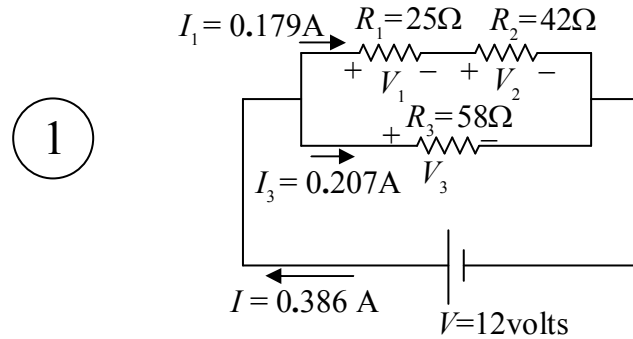 I₁ = 0.179A R₁=25Ω R₂=42Ω
+ − + −
V₁ V₂
1
R₃=58Ω
+ −
I₃ = 0.207A V₃
I = 0.386 A
V=12volts